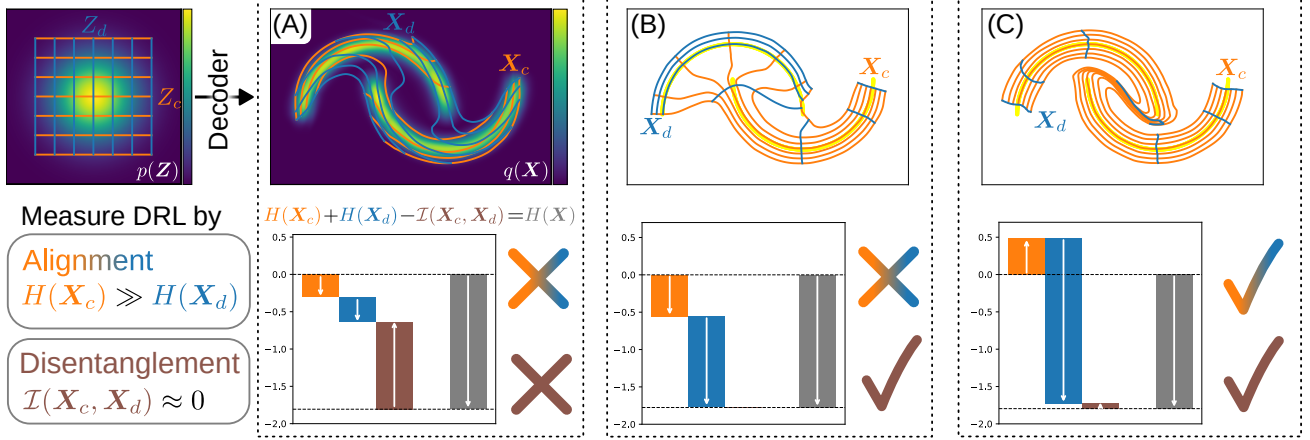 Z_d
Z_c
p(Z)
Decoder
(A)
X_d
X_c
q(X)
(B)
X_c
X_d
(C)
X_c
X_d
Measure DRL by
Alignment
H(X_c) ≫ H(X_d)
Disentanglement
I(X_c, X_d) ≈ 0
H(X_c)+H(X_d)−I(X_c, X_d)=H(X)
0.5
0.0
−0.5
−1.0
−1.5
−2.0
0.5
0.0
−0.5
−1.0
−1.5
−2.0
0.5
0.0
−0.5
−1.0
−1.5
−2.0